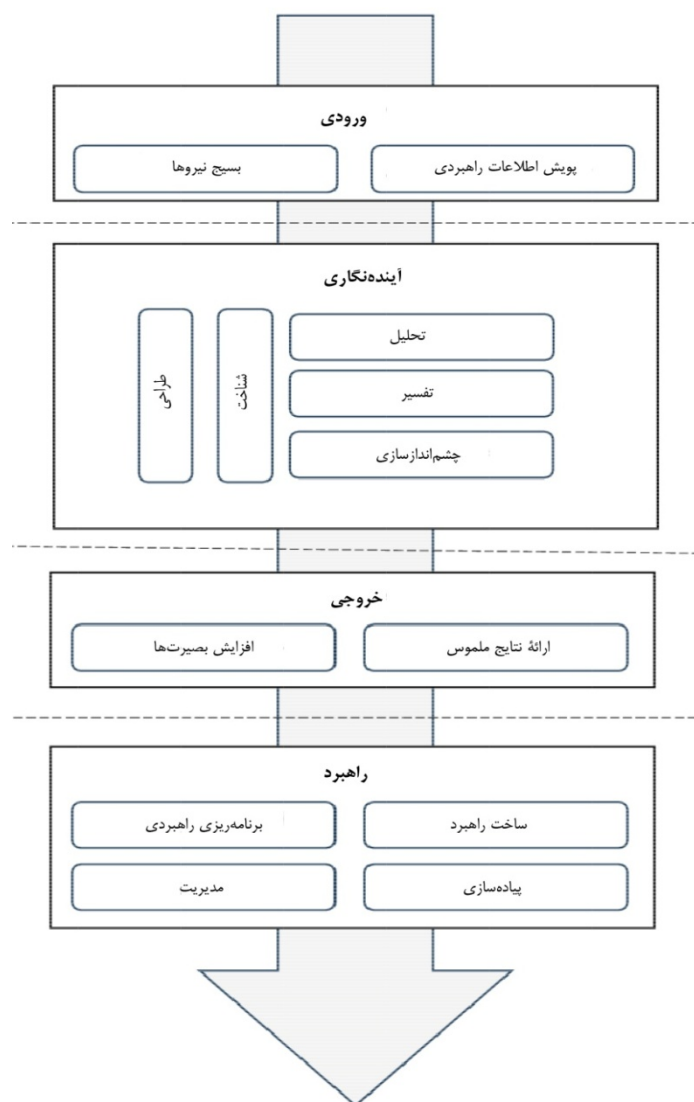 ورودی
پویش اطلاعات راهبردی
بسیج نیروها
آینده‌نگاری
تحلیل
تفسیر
چشم‌اندازسازی
شناخت
طراحی
خروجی
ارائهٔ نتایج ملموس
افزایش بصیرت‌ها
راهبرد
ساخت راهبرد
برنامه‌ریزی راهبردی
پیاده‌سازی
مدیریت